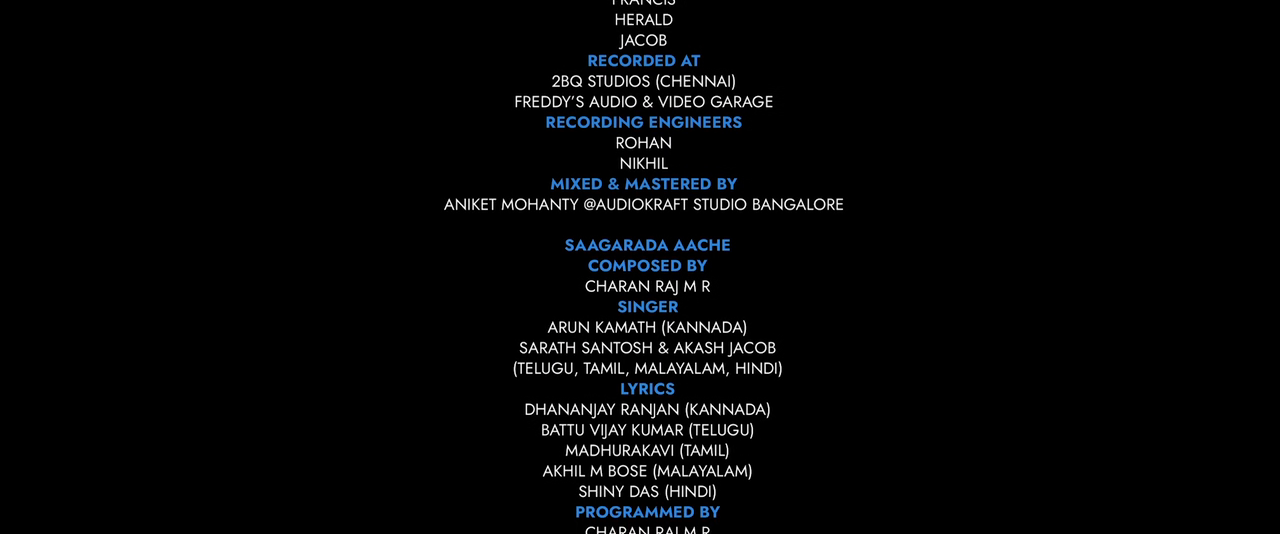 FRANCIS
HERALD
JACOB
RECORDED AT
2BQ STUDIOS (CHENNAI)
FREDDY'S AUDIO & VIDEO GARAGE
RECORDING ENGINEERS
ROHAN
NIKHIL
MIXED & MASTERED BY
ANIKET MOHANTY @AUDIOKRAFT STUDIO BANGALORE
SAAGARADA AACHE
COMPOSED BY
CHARAN RAJ M R
SINGER
ARUN KAMATH (KANNADA)
SARATH SANTOSH & AKASH JACOB
(TELUGU, TAMIL, MALAYALAM, HINDI)
LYRICS
DHANANJAY RANJAN (KANNADA)
BATTU VIJAY KUMAR (TELUGU)
MADHURAKAVI (TAMIL)
AKHIL M BOSE (MALAYALAM)
SHINY DAS (HINDI)
PROGRAMMED BY
CHARAN RAJ M R